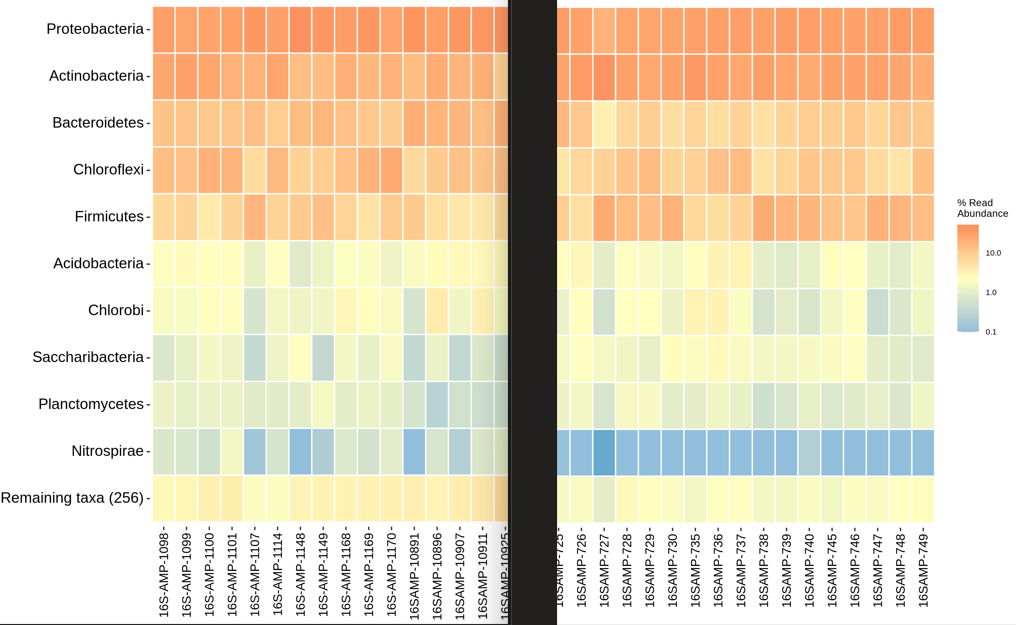 Proteobacteria
Actinobacteria
Bacteroidetes
Chloroflexi
Firmicutes
Acidobacteria
Chlorobi
Saccharibacteria
Planctomycetes
Nitrospirae
Remaining taxa (256)
16S-AMP-1098
16S-AMP-1099
16S-AMP-1100
16S-AMP-1101
16S-AMP-1107
16S-AMP-1114
16S-AMP-1148
16S-AMP-1149
16S-AMP-1168
16S-AMP-1169
16S-AMP-1170
16SAMP-10891
16SAMP-10896
16SAMP-10907
16SAMP-10911
16SAMP-10925
16SAMP-725
16SAMP-726
16SAMP-727
16SAMP-728
16SAMP-729
16SAMP-730
16SAMP-735
16SAMP-736
16SAMP-737
16SAMP-738
16SAMP-739
16SAMP-740
16SAMP-745
16SAMP-746
16SAMP-747
16SAMP-748
16SAMP-749
% Read
Abundance
10.0
1.0
0.1